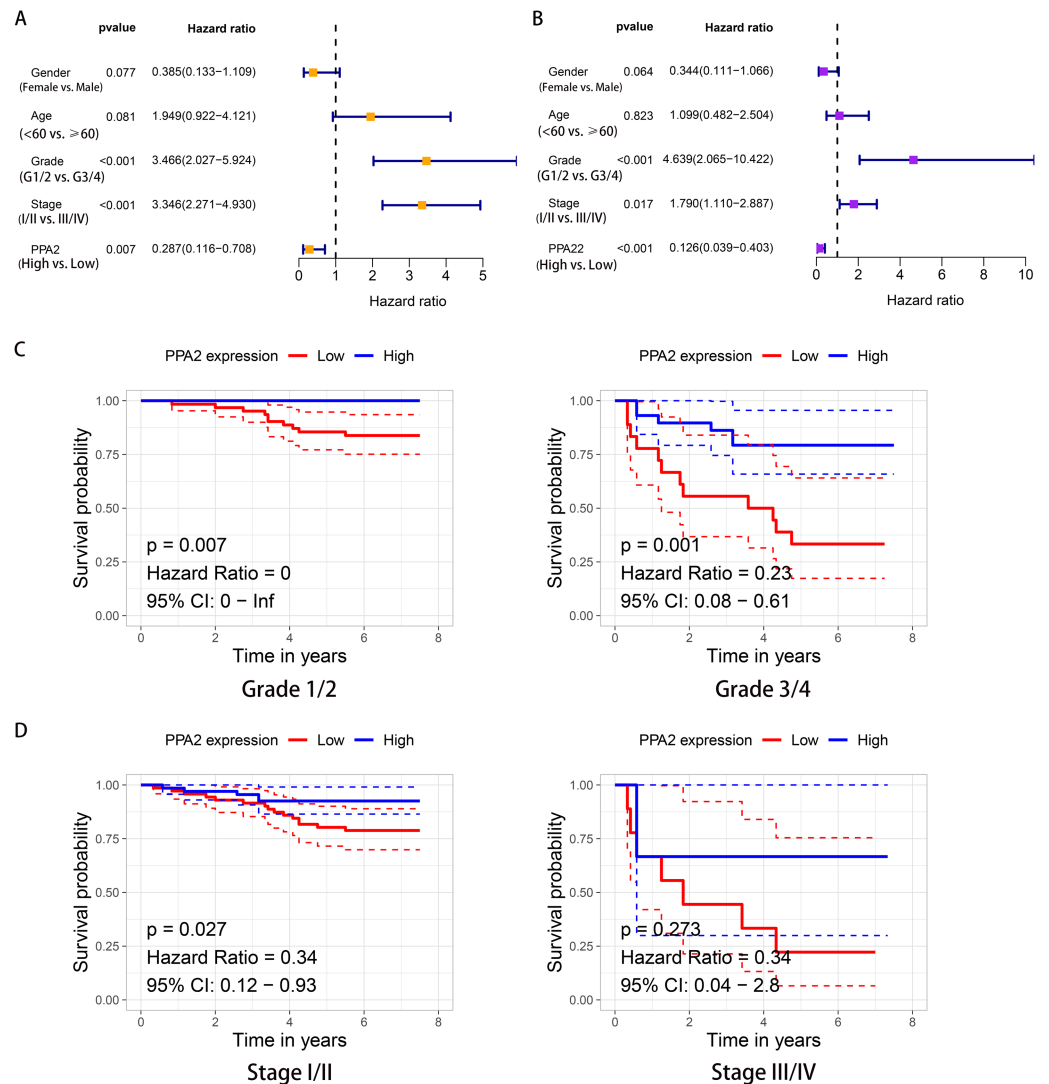 A
pvalue Hazard ratio
Gender
(Female vs. Male)
0.077 0.385(0.133−1.109)
Age
(<60 vs. ⩾60)
0.081 1.949(0.922−4.121)
Grade
(G1/2 vs. G3/4)
<0.001 3.466(2.027−5.924)
Stage
(I/II vs. III/IV)
<0.001 3.346(2.271−4.930)
PPA2
(High vs. Low)
0.007 0.287(0.116−0.708)
0 1 2 3 4 5
Hazard ratio
B
pvalue Hazard ratio
Gender
(Female vs. Male)
0.064 0.344(0.111−1.066)
Age
(<60 vs. ⩾60)
0.823 1.099(0.482−2.504)
Grade
(G1/2 vs. G3/4)
<0.001 4.639(2.065−10.422)
Stage
(I/II vs. III/IV)
0.017 1.790(1.110−2.887)
PPA22
(High vs. Low)
<0.001 0.126(0.039−0.403)
0 2 4 6 8 10
Hazard ratio
C
PPA2 expression Low High
Survival probability
1.00
0.75
0.50
0.25
0.00
p = 0.007
Hazard Ratio = 0
95% CI: 0 − Inf
0 2 4 6 8
Time in years
Grade 1/2
PPA2 expression Low High
Survival probability
1.00
0.75
0.50
0.25
0.00
p = 0.001
Hazard Ratio = 0.23
95% CI: 0.08 − 0.61
0 2 4 6 8
Time in years
Grade 3/4
D
PPA2 expression Low High
Survival probability
1.00
0.75
0.50
0.25
0.00
p = 0.027
Hazard Ratio = 0.34
95% CI: 0.12 − 0.93
0 2 4 6 8
Time in years
Stage I/II
PPA2 expression Low High
Survival probability
1.00
0.75
0.50
0.25
0.00
p = 0.273
Hazard Ratio = 0.34
95% CI: 0.04 − 2.8
0 2 4 6 8
Time in years
Stage III/IV